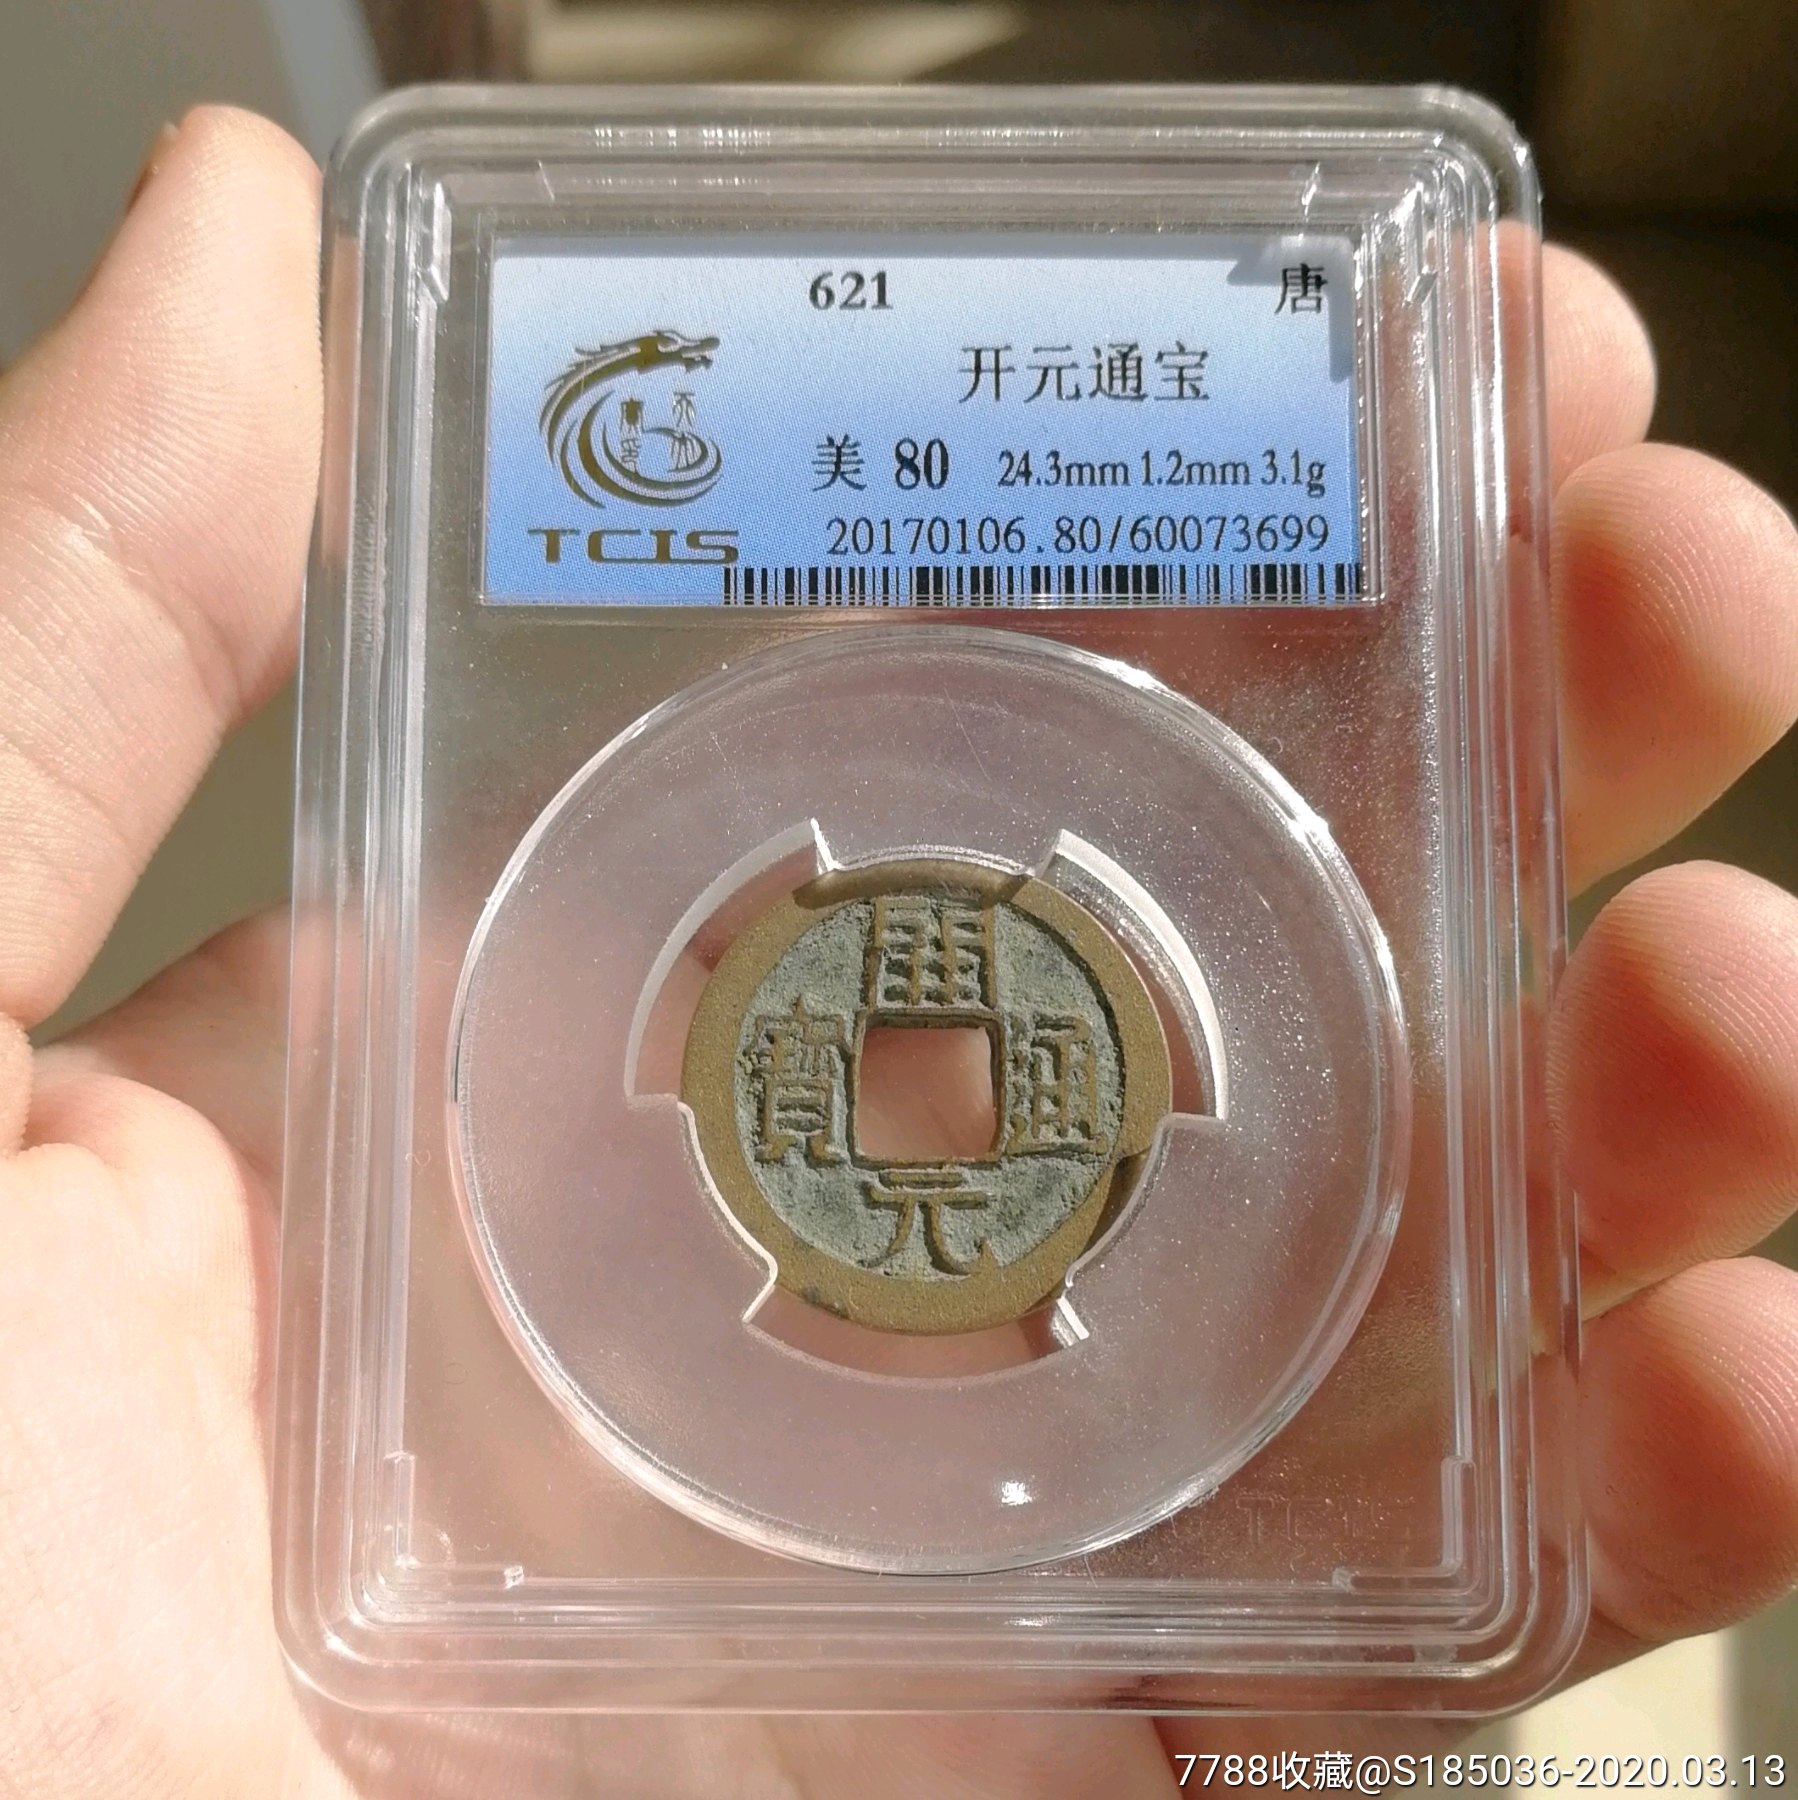 621
唐
开元通宝
美 80 24.3mm 1.2mm 3.1g
20170106.80/60073699
TCIS
開
寶 通
元
TCIS
7788收藏@S185036-2020.03.13